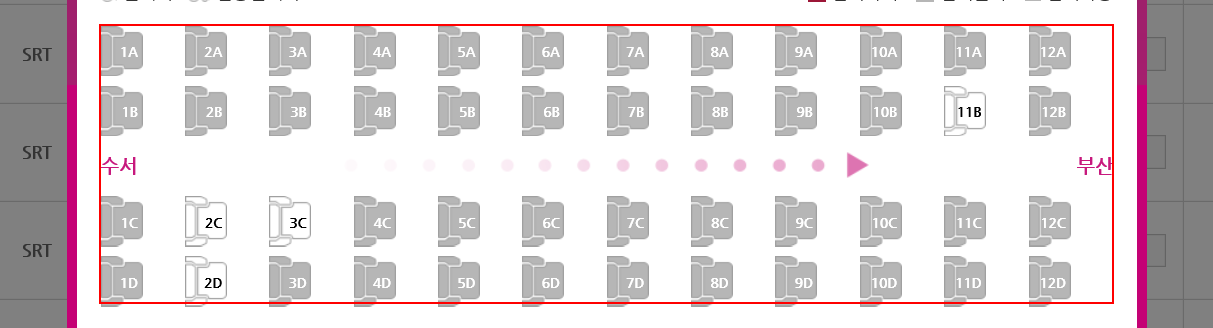 1A 2A 3A 4A 5A 6A 7A 8A 9A 10A 11A 12A
SRT
1B 2B 3B 4B 5B 6B 7B 8B 9B 10B 11B 12B
SRT 수서 부산
1C 2C 3C 4C 5C 6C 7C 8C 9C 10C 11C 12C
SRT
1D 2D 3D 4D 5D 6D 7D 8D 9D 10D 11D 12D